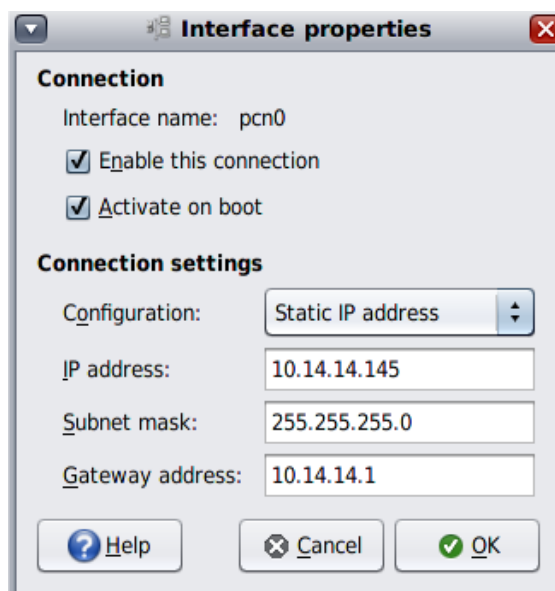 Interface properties
Connection
Interface name: pcn0
Enable this connection
Activate on boot
Connection settings
Configuration: Static IP address
IP address: 10.14.14.145
Subnet mask: 255.255.255.0
Gateway address: 10.14.14.1
Help Cancel OK